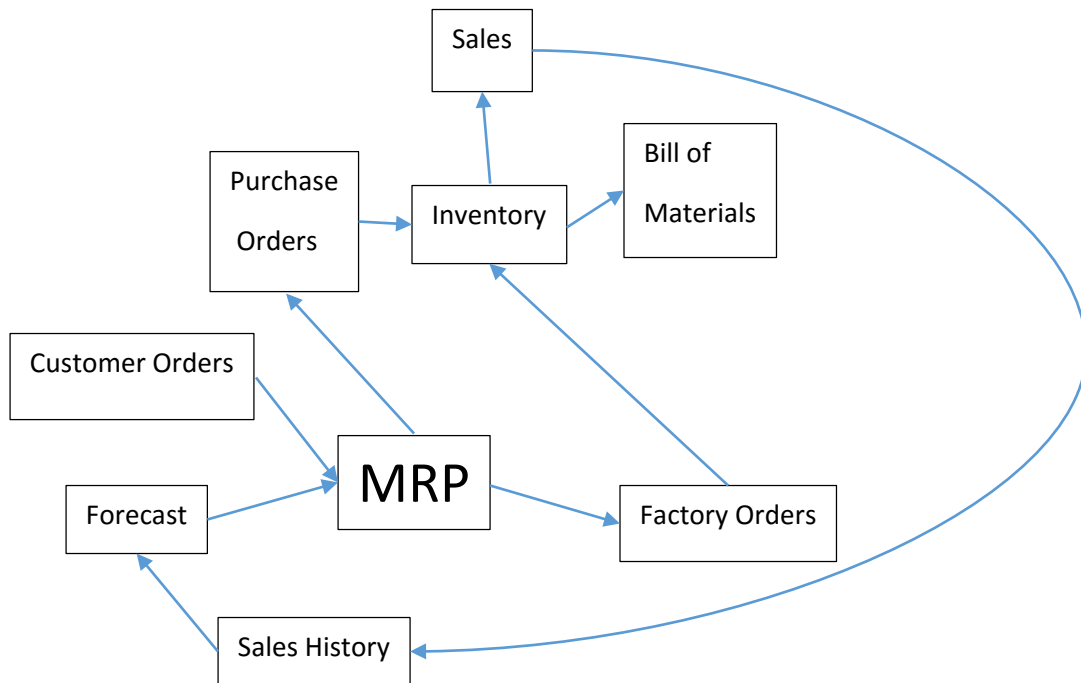 Sales
Bill of
Materials
Purchase
Orders
Inventory
Customer Orders
MRP
Forecast
Factory Orders
Sales History